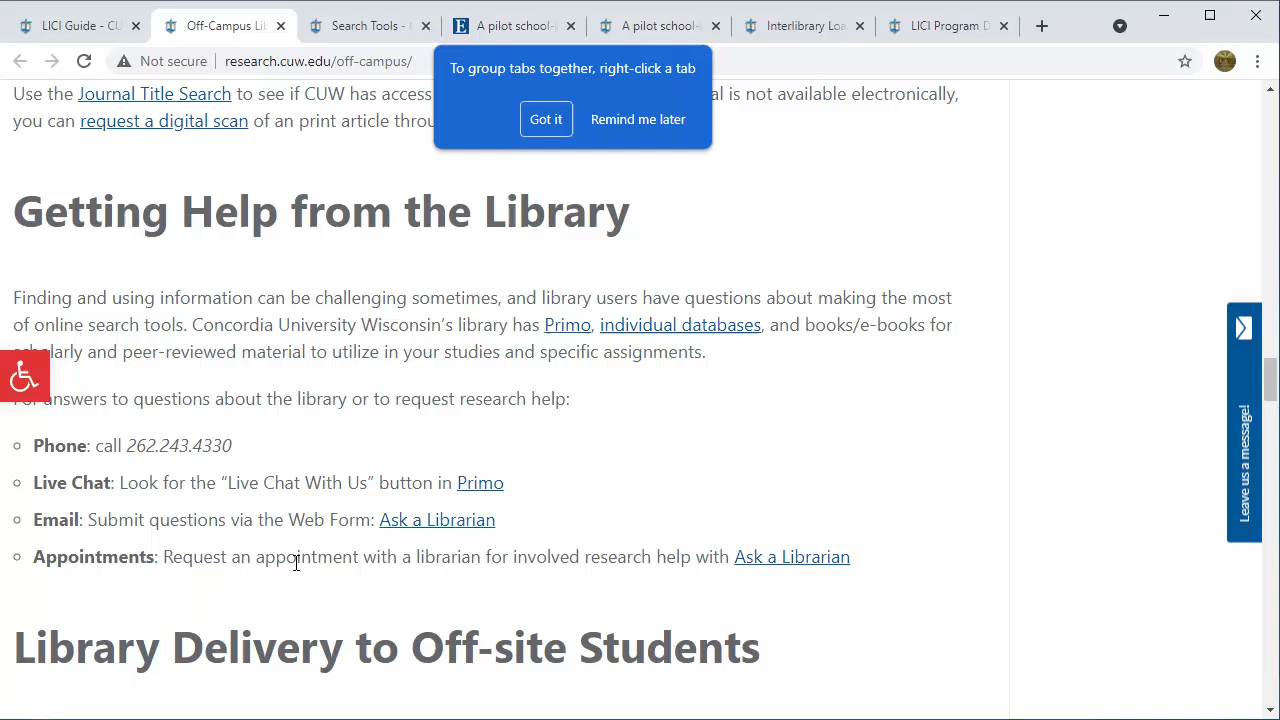 LICI Guide - CU
Off-Campus Lib
Search Tools -
A pilot school-
A pilot school-
Interlibrary Loa
LICI Program D
Not secure
research.cuw.edu/off-campus/
To group tabs together, right-click a tab
Got it
Remind me later
Use the Journal Title Search to see if CUW has access al is not available electronically,
you can request a digital scan of an print article throu
Getting Help from the Library
Finding and using information can be challenging sometimes, and library users have questions about making the most
of online search tools. Concordia University Wisconsin's library has Primo, individual databases, and books/e-books for
scholarly and peer-reviewed material to utilize in your studies and specific assignments.
For answers to questions about the library or to request research help:
Phone: call 262.243.4330
Live Chat: Look for the “Live Chat With Us” button in Primo
Email: Submit questions via the Web Form: Ask a Librarian
Appointments: Request an appointment with a librarian for involved research help with Ask a Librarian
Leave us a message!
Library Delivery to Off-site Students